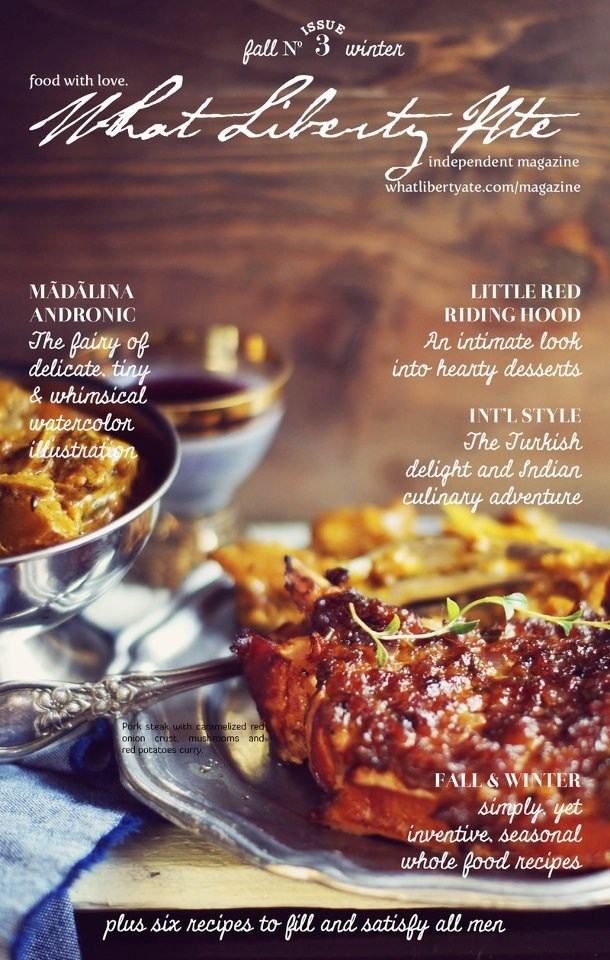 ISSUE
fall Nº 3 winter
food with love.
What Liberty Ate
independent magazine
whatlibertyate.com/magazine
MĂDĂLINA
ANDRONIC
The fairy of
delicate, tiny
& whimsical
watercolor
illustration
LITTLE RED
RIDING HOOD
An intimate look
into hearty desserts
INT'L STYLE
The Turkish
delight and Indian
culinary adventure
Pork steak with caramelized red
onion crust, mushrooms and
red potatoes curry.
FALL & WINTER
simply, yet
inventive, seasonal
whole food recipes
plus six recipes to fill and satisfy all men